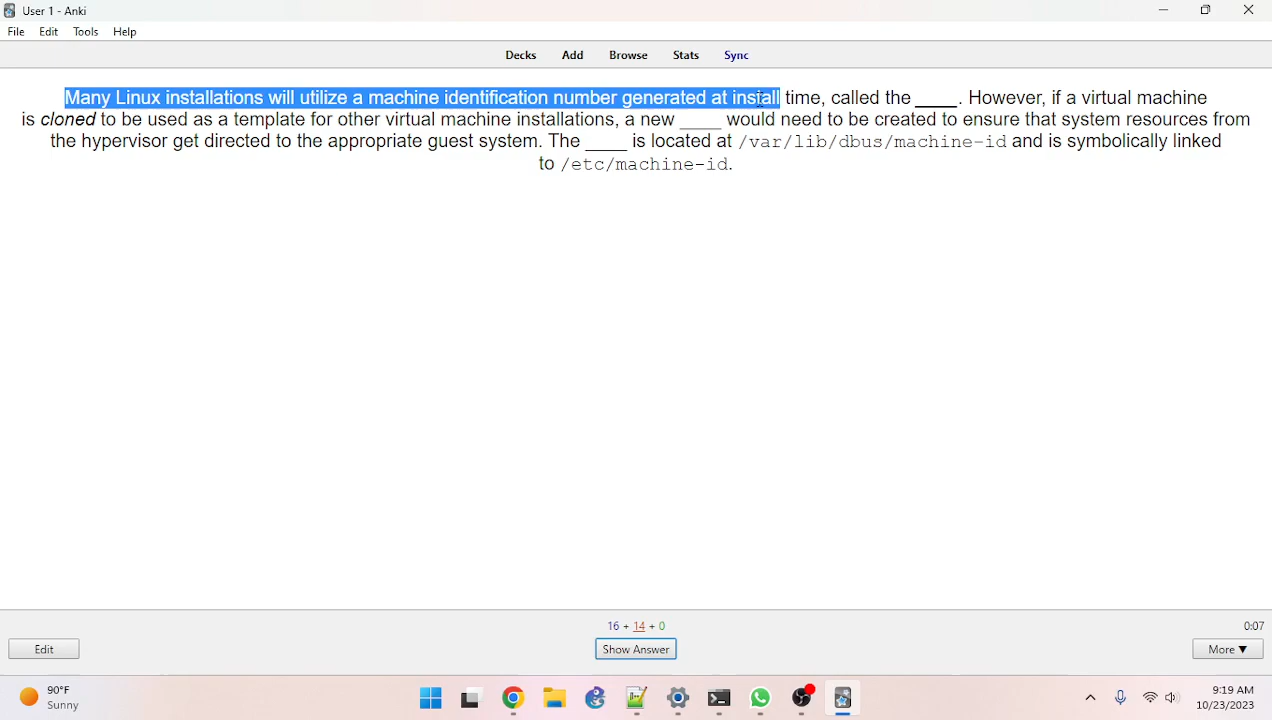 User 1 - Anki
File Edit Tools Help
Decks Add Browse Stats Sync
Many Linux installations will utilize a machine identification number generated at install time, called the ____. However, if a virtual machine
is cloned to be used as a template for other virtual machine installations, a new ____ would need to be created to ensure that system resources from
the hypervisor get directed to the appropriate guest system. The ____ is located at /var/lib/dbus/machine-id and is symbolically linked
to /etc/machine-id.
16 + 14 + 0 0:07
Edit Show Answer More ▼
90°F 9:19 AM
Sunny 10/23/2023